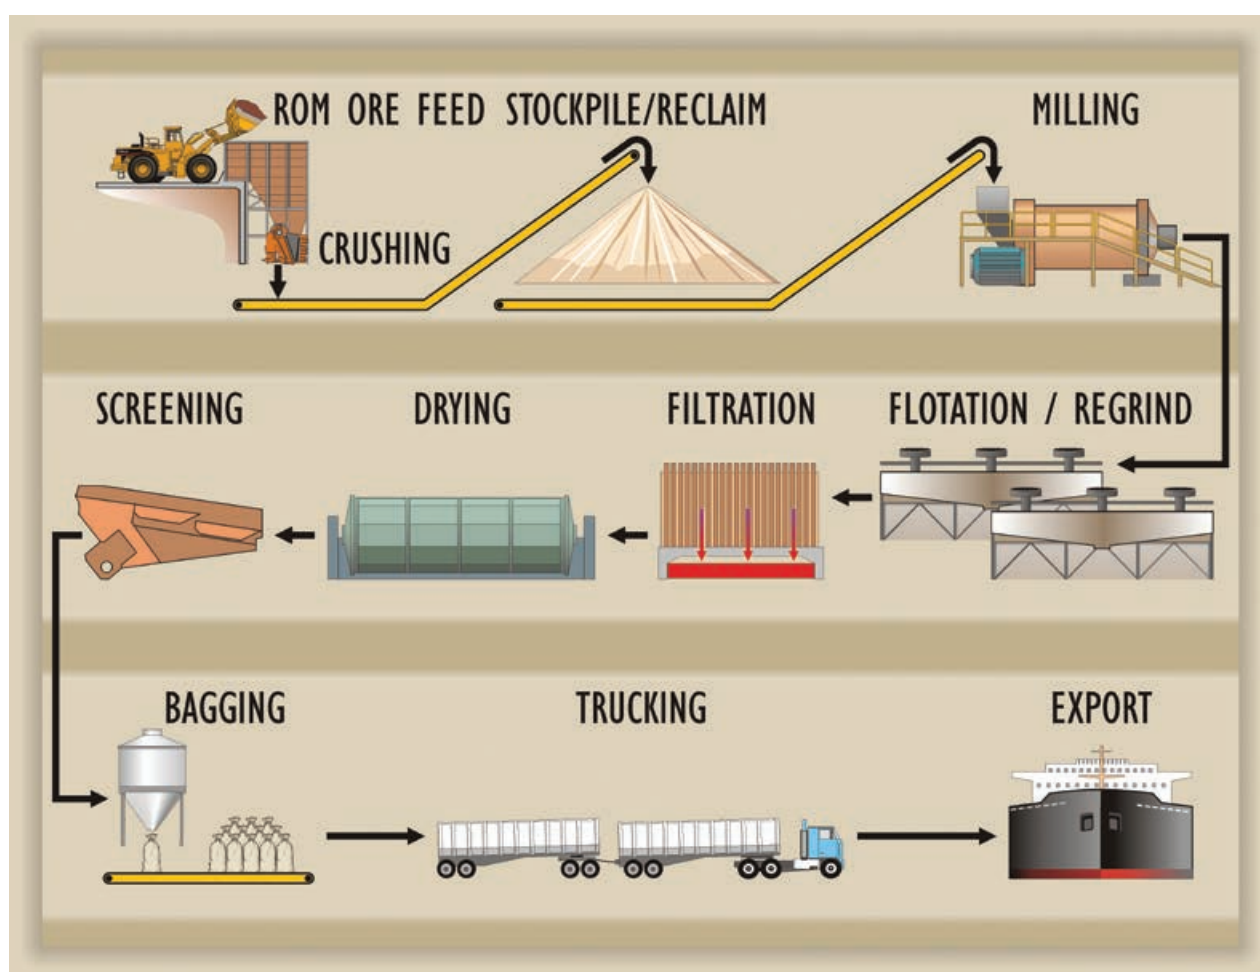 ROM ORE FEED STOCKPILE/RECLAIM
MILLING
CRUSHING
SCREENING
DRYING
FILTRATION
FLOTATION / REGRIND
BAGGING
TRUCKING
EXPORT